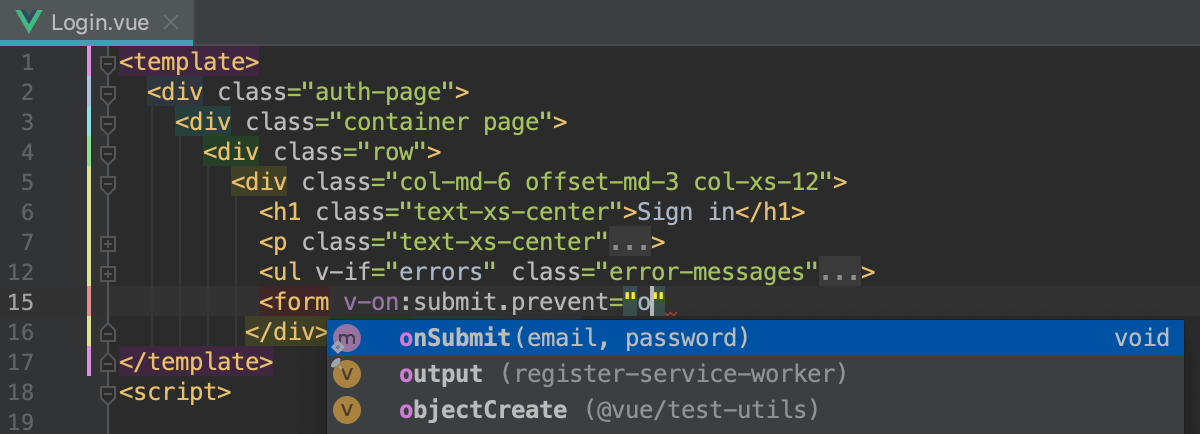 Login.vue
1 <template>
2 <div class="auth-page">
3 <div class="container page">
4 <div class="row">
5 <div class="col-md-6 offset-md-3 col-xs-12">
6 <h1 class="text-xs-center">Sign in</h1>
7 <p class="text-xs-center"...>
12 <ul v-if="errors" class="error-messages"...>
15 <form v-on:submit.prevent="o"
16 </div>
m onSubmit(email, password) void
17 </template>
v output (register-service-worker)
18 <script>
v objectCreate (@vue/test-utils)
19